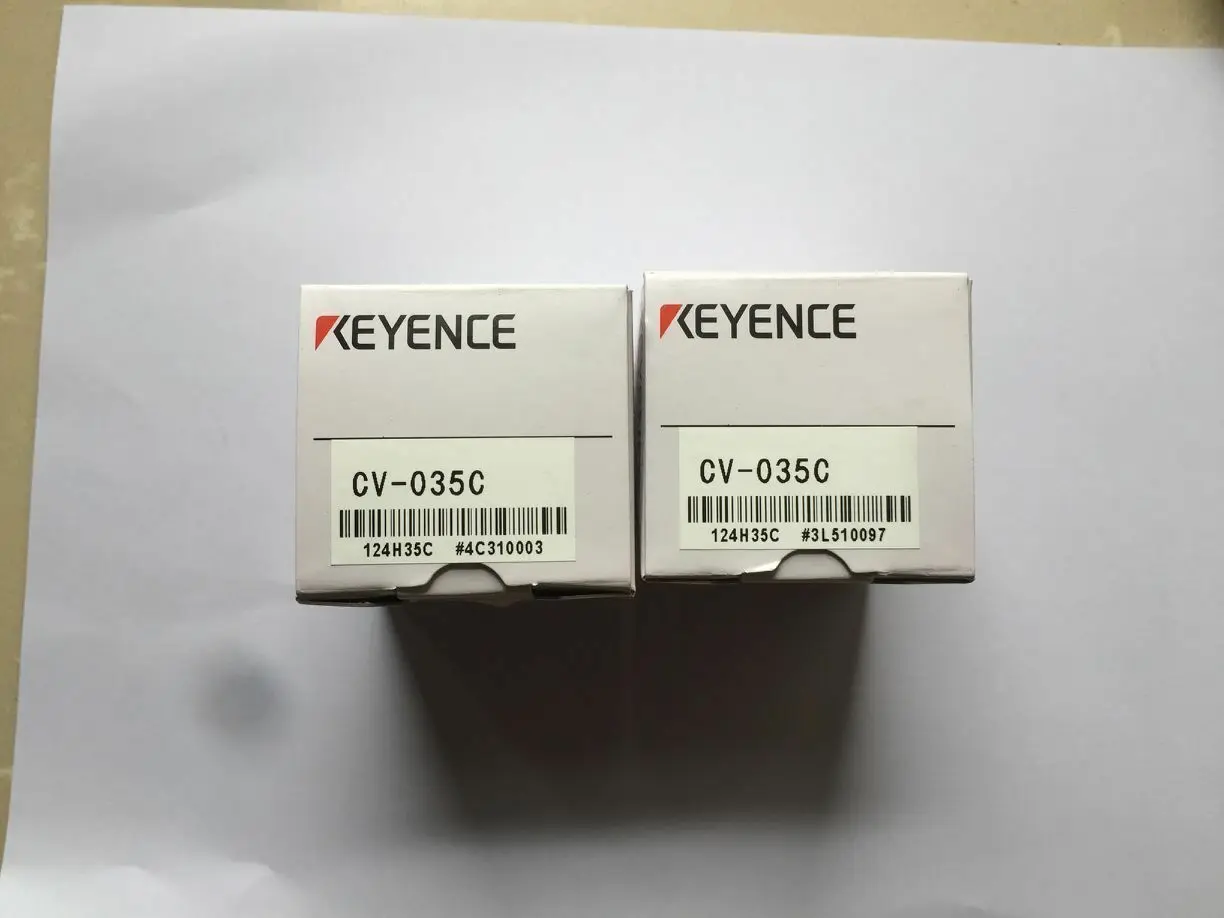 KEYENCE
CV-035C
124H35C #4C310003
KEYENCE
CV-035C
124H35C #3L510097